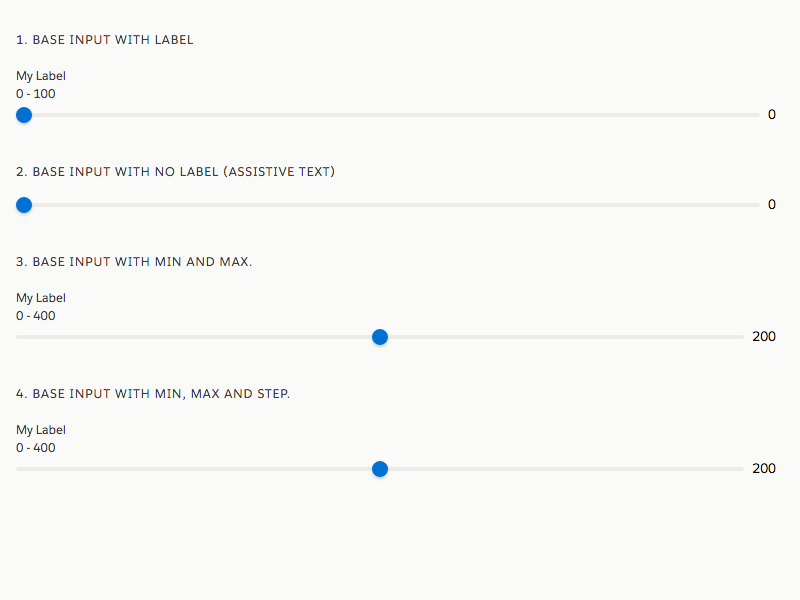 1. BASE INPUT WITH LABEL
My Label
0 - 100
0
2. BASE INPUT WITH NO LABEL (ASSISTIVE TEXT)
0
3. BASE INPUT WITH MIN AND MAX.
My Label
0 - 400
200
4. BASE INPUT WITH MIN, MAX AND STEP.
My Label
0 - 400
200